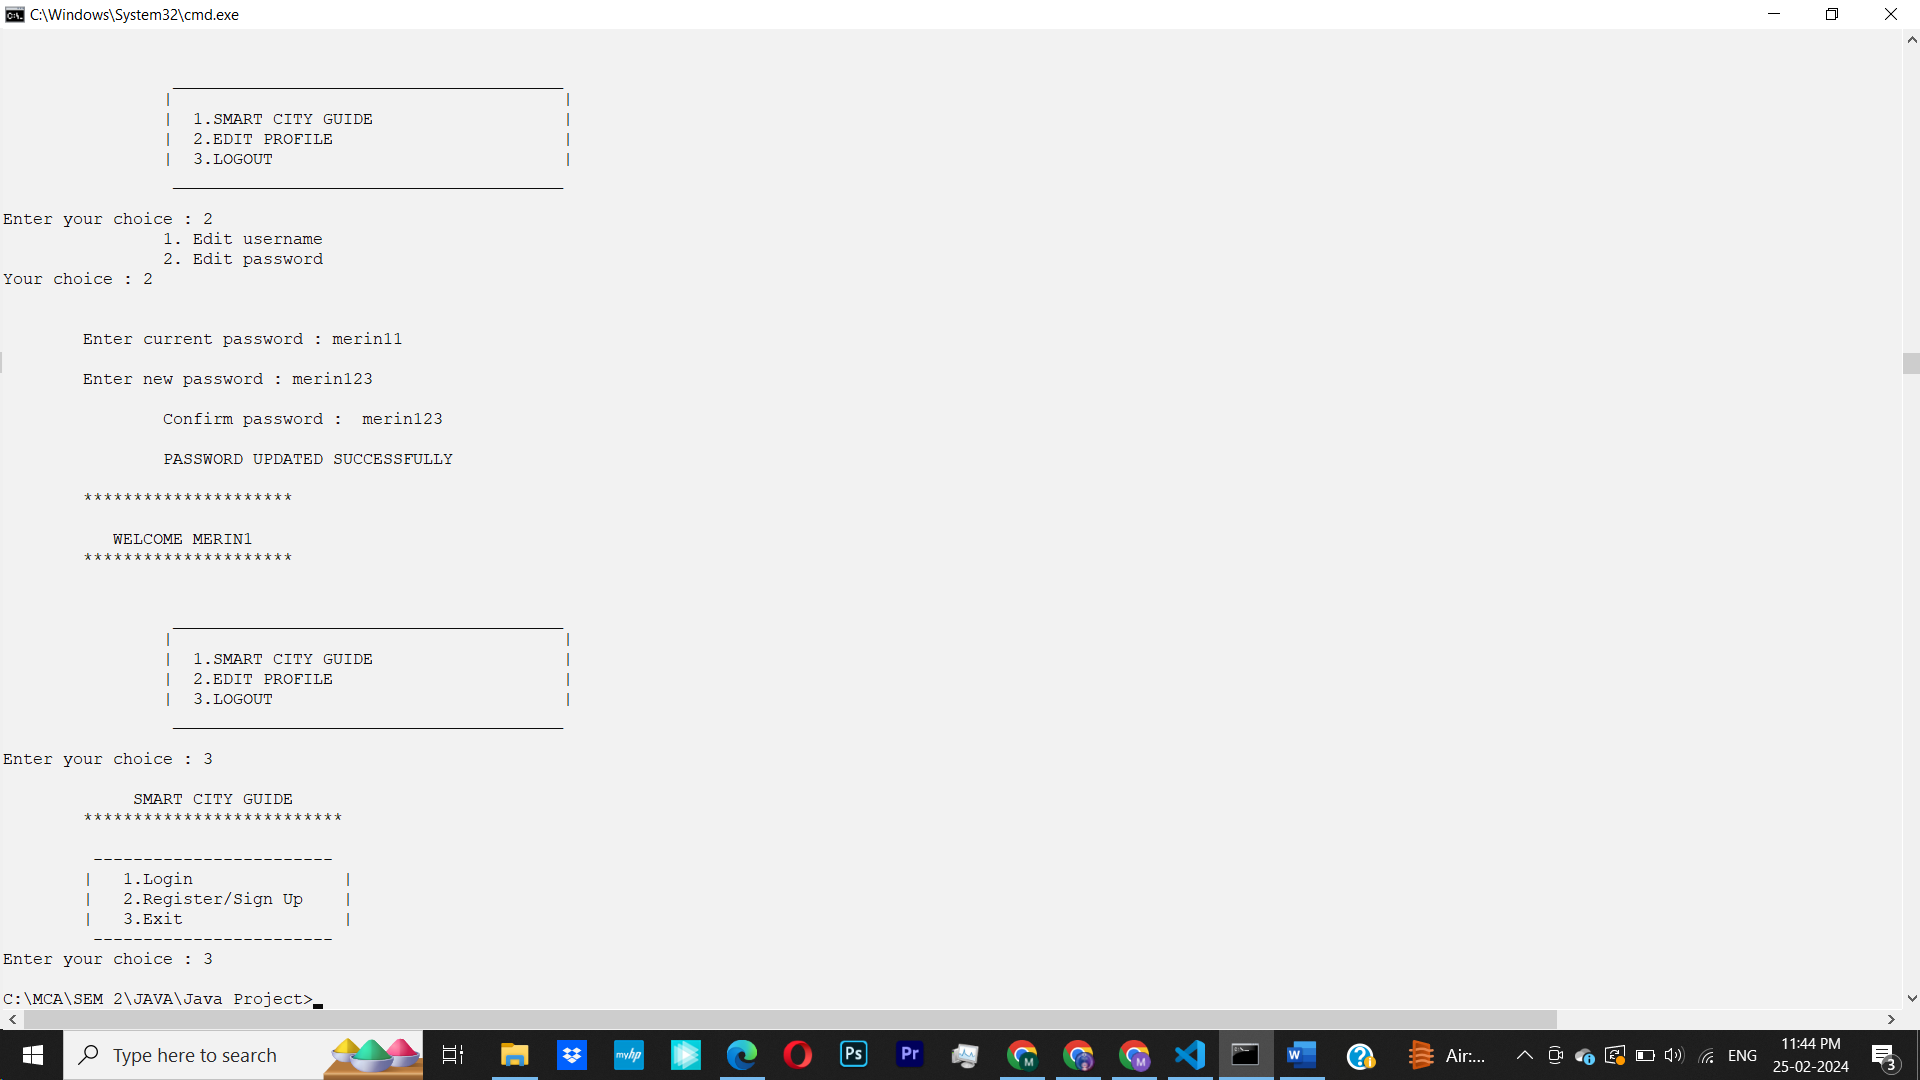 C:\Windows\System32\cmd.exe
1.SMART CITY GUIDE
2.EDIT PROFILE
3.LOGOUT
Enter your choice : 2
1. Edit username
2. Edit password
Your choice : 2
Enter current password : merin11
Enter new password : merin123
Confirm password :  merin123
PASSWORD UPDATED SUCCESSFULLY
*********************
WELCOME MERIN1
*********************
1.SMART CITY GUIDE
2.EDIT PROFILE
3.LOGOUT
Enter your choice : 3
SMART CITY GUIDE
**************************
------------------------
|   1.Login               |
|   2.Register/Sign Up    |
|   3.Exit                |
------------------------
Enter your choice : 3
C:\MCA\SEM 2\JAVA\Java Project>
Type here to search
myhp
Ps
Pr
M
M
W
Air:...
ENG
11:44 PM
25-02-2024
3